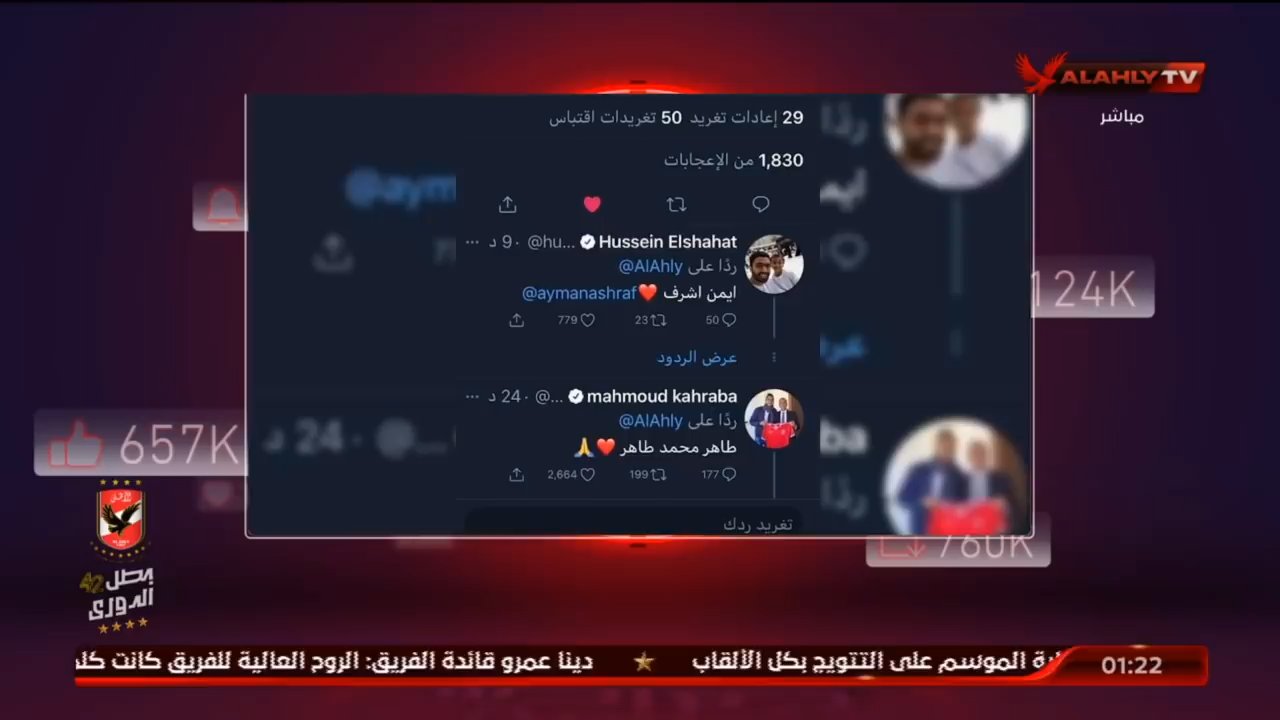 ALAHLY TV
مباشر
29 إعادات تغريد 50 تغريدات اقتباس
1,830 من الإعجابات
@aym
Hussein Elshahat @hu... · 9 د
ردًا على @AlAhly
ايمن اشرف ❤️ @aymanashraf
50 23 779
عرض الردود
124K
mahmoud kahraba @... · 24 د
ردًا على @AlAhly
طاهر محمد طاهر ❤️🙏
177 199 2,664
657K
24 د @...
تغريد ردك
760K
بطل الدورى 42
الموسم على التتويج بكل الألقاب
دينا عمرو قائدة الفريق: الروح العالية للفريق كانت
01:22